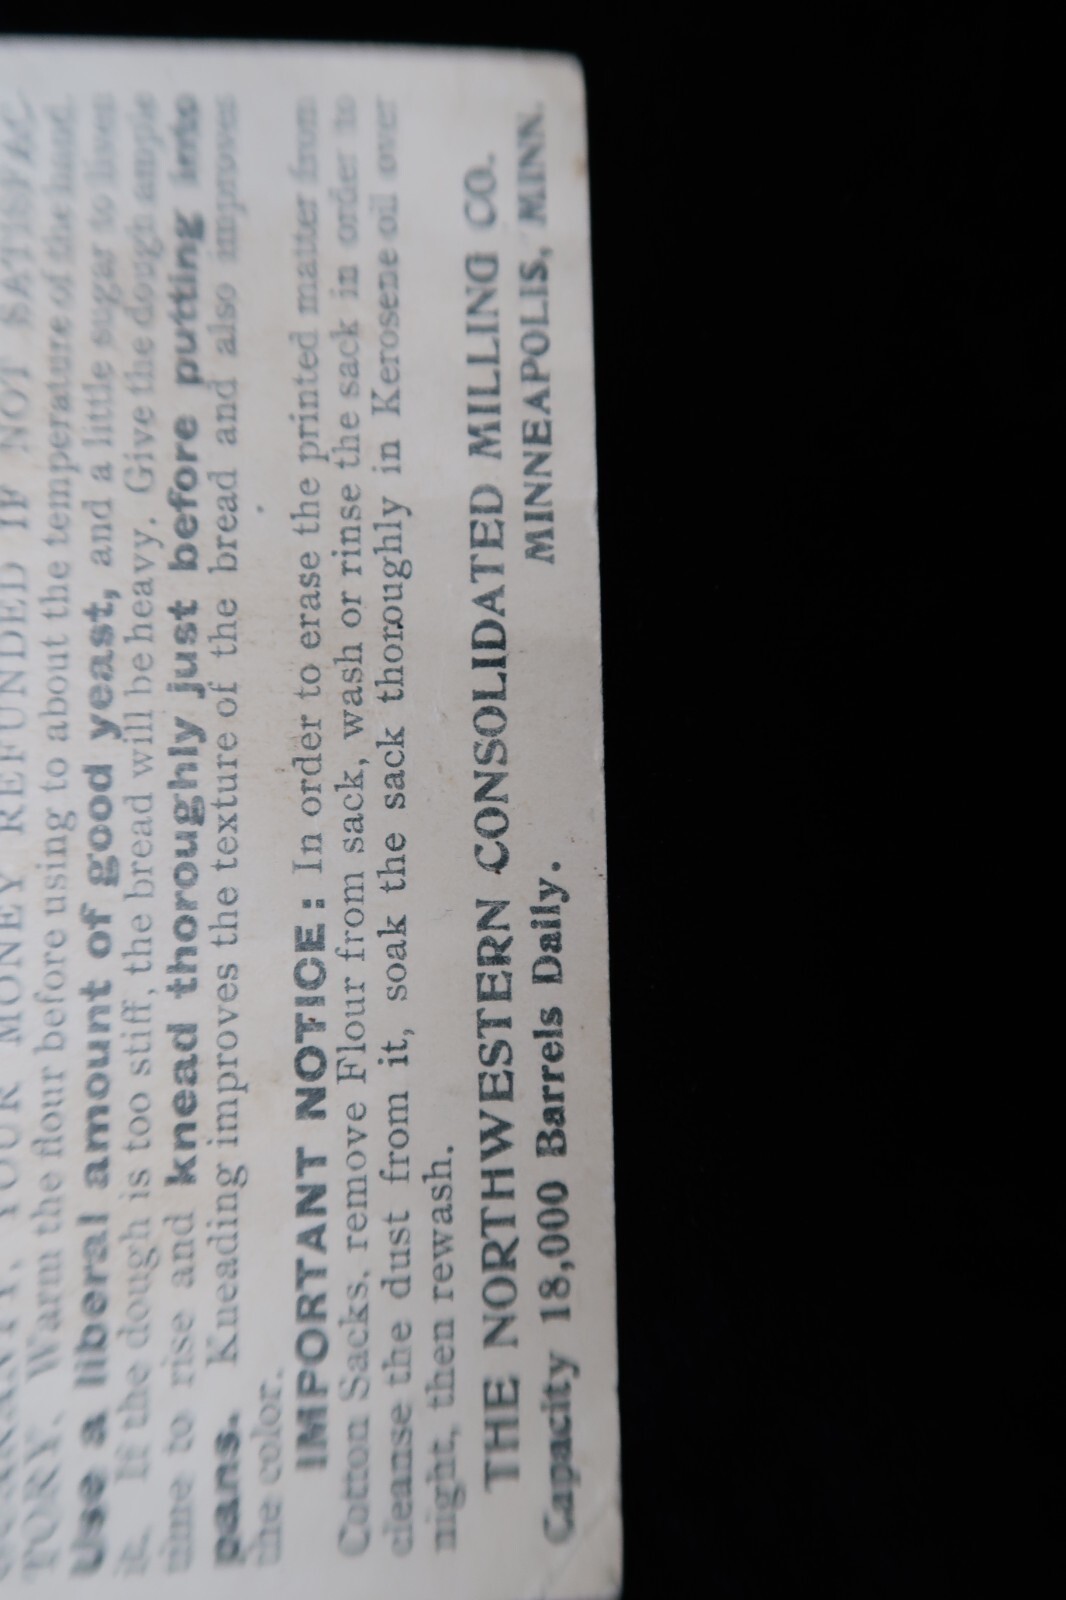 YOUR MONEY REFUNDED IF NOT SATISFAC-
TORY. Warm the flour before using to about the temperature of the hand.
Use a liberal amount of good yeast, and a little sugar to liven
it. If the dough is too stiff, the bread will be heavy. Give the dough ample
time to rise and knead thoroughly just before putting into
pans. Kneading improves the texture of the bread and also improves
the color.
IMPORTANT NOTICE: In order to erase the printed matter from
Cotton Sacks, remove Flour from sack, wash or rinse the sack in order to
cleanse the dust from it, soak the sack thoroughly in Kerosene oil over
night, then rewash.
THE NORTHWESTERN CONSOLIDATED MILLING CO.
Capacity 18,000 Barrels Daily. MINNEAPOLIS, MINN.